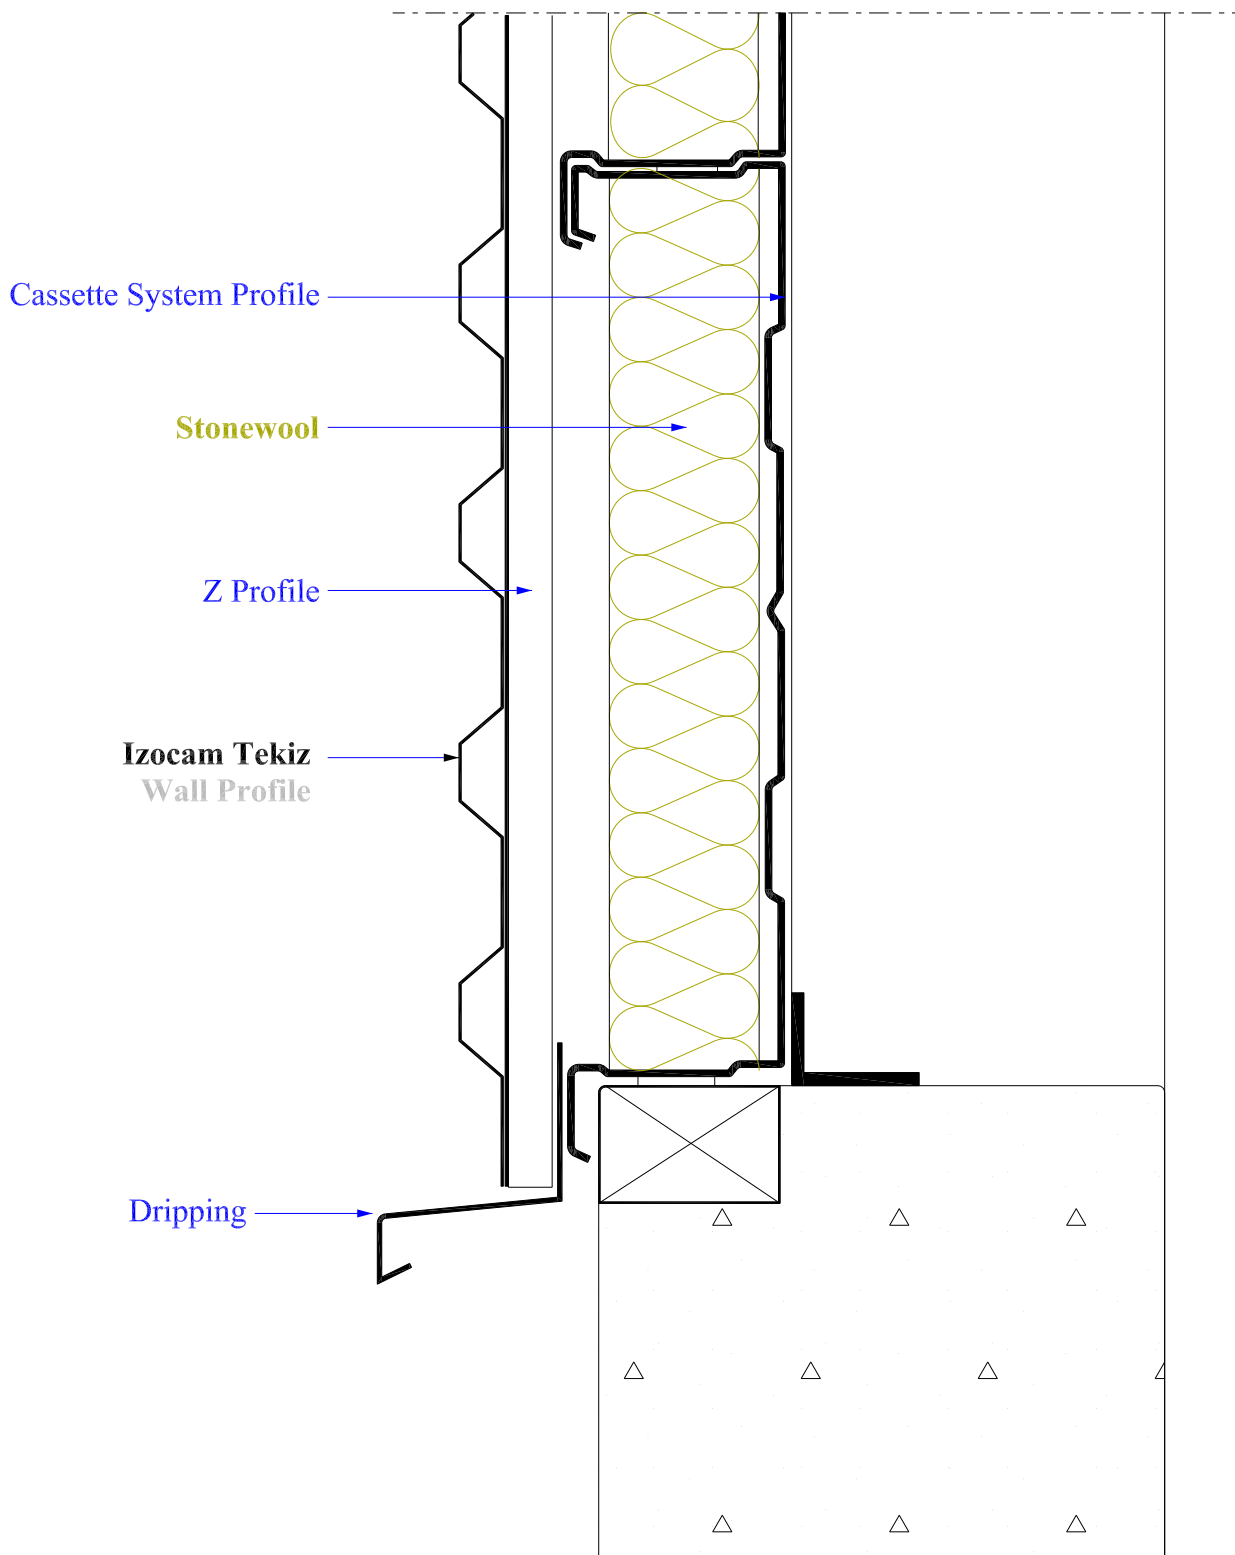 Cassette System Profile
Stonewool
Z Profile
Izocam Tekiz
Wall Profile
Dripping